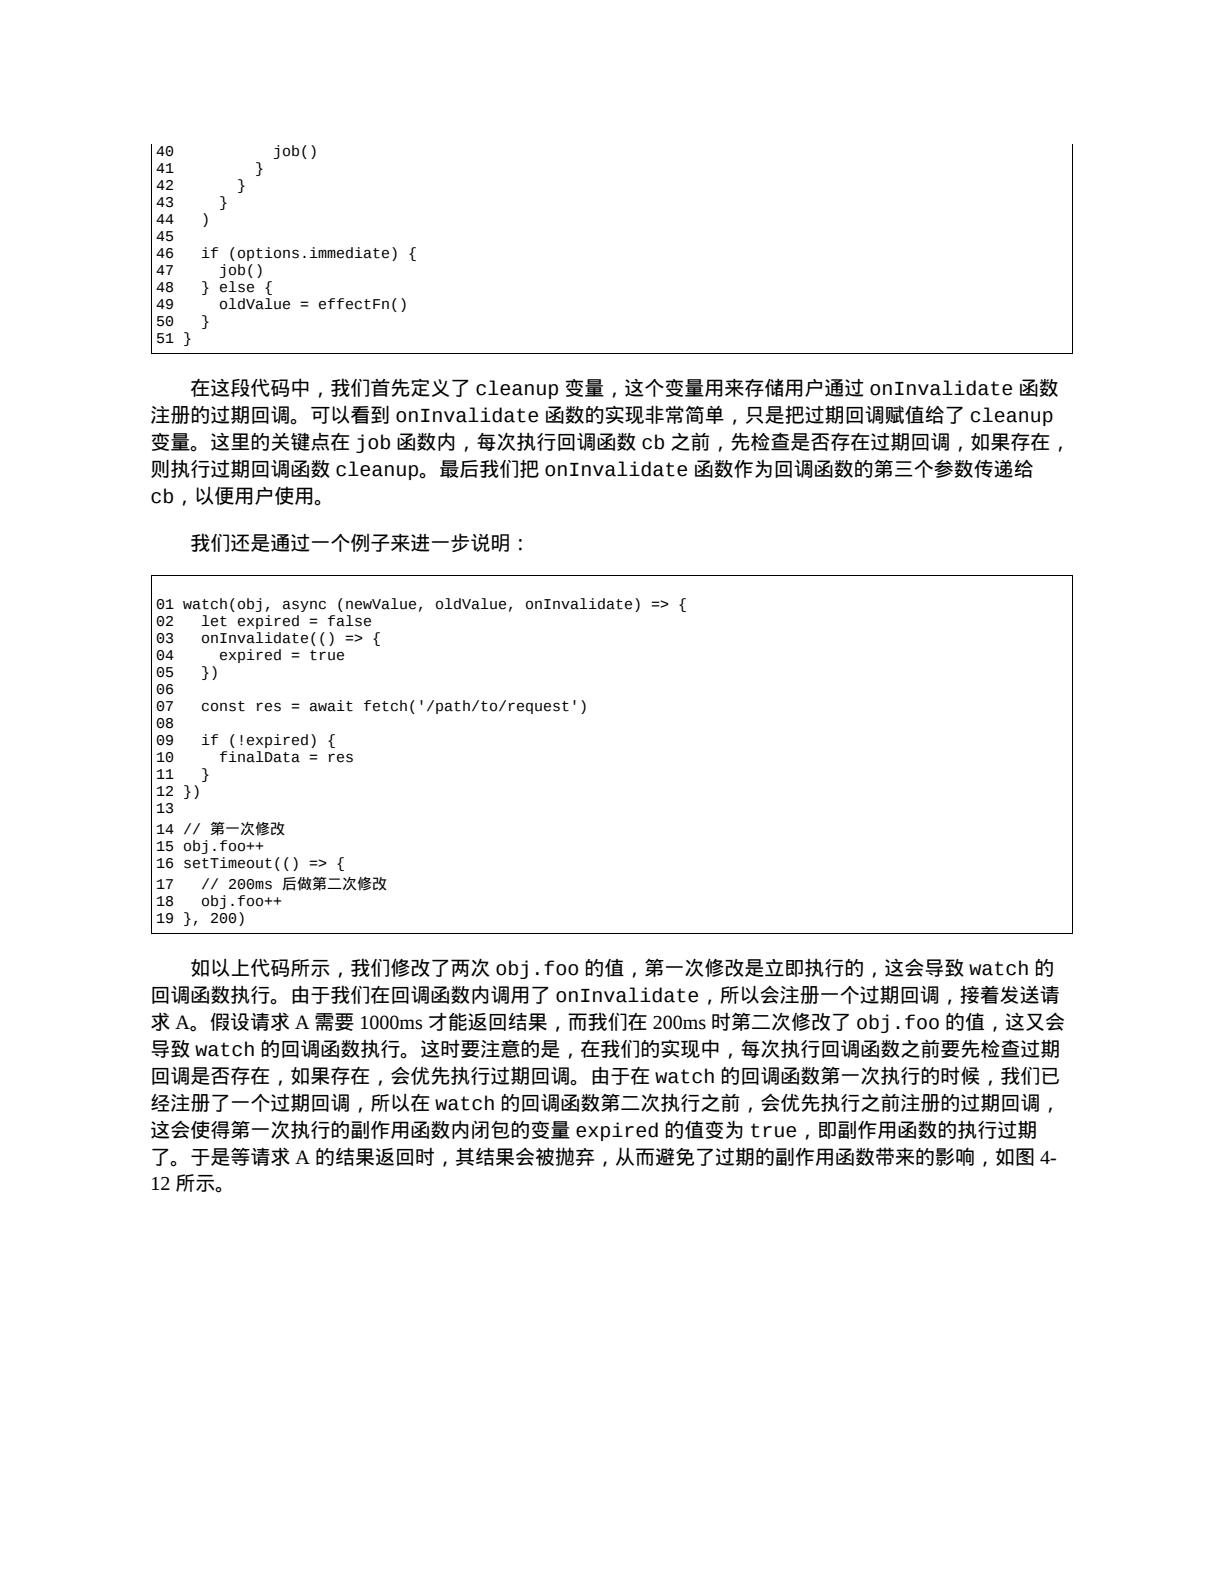 40           job()
41         }
42       }
43     }
44   )
45
46   if (options.immediate) {
47     job()
48   } else {
49     oldValue = effectFn()
50   }
51 }
在这段代码中，我们首先定义了 cleanup 变量，这个变量用来存储用户通过 onInvalidate 函数
注册的过期回调。可以看到 onInvalidate 函数的实现非常简单，只是把过期回调赋值给了 cleanup
变量。这里的关键点在 job 函数内，每次执行回调函数 cb 之前，先检查是否存在过期回调，如果存在，
则执行过期回调函数 cleanup。最后我们把 onInvalidate 函数作为回调函数的第三个参数传递给
cb，以便用户使用。
我们还是通过一个例子来进一步说明：
01 watch(obj, async (newValue, oldValue, onInvalidate) => {
02   let expired = false
03   onInvalidate(() => {
04     expired = true
05   })
06
07   const res = await fetch('/path/to/request')
08
09   if (!expired) {
10     finalData = res
11   }
12 })
13
14 // 第一次修改
15 obj.foo++
16 setTimeout(() => {
17   // 200ms 后做第二次修改
18   obj.foo++
19 }, 200)
如以上代码所示，我们修改了两次 obj.foo 的值，第一次修改是立即执行的，这会导致 watch 的
回调函数执行。由于我们在回调函数内调用了 onInvalidate，所以会注册一个过期回调，接着发送请
求 A。假设请求 A 需要 1000ms 才能返回结果，而我们在 200ms 时第二次修改了 obj.foo 的值，这又会
导致 watch 的回调函数执行。这时要注意的是，在我们的实现中，每次执行回调函数之前要先检查过期
回调是否存在，如果存在，会优先执行过期回调。由于在 watch 的回调函数第一次执行的时候，我们已
经注册了一个过期回调，所以在 watch 的回调函数第二次执行之前，会优先执行之前注册的过期回调，
这会使得第一次执行的副作用函数内闭包的变量 expired 的值变为 true，即副作用函数的执行过期
了。于是等请求 A 的结果返回时，其结果会被抛弃，从而避免了过期的副作用函数带来的影响，如图 4-
12 所示。